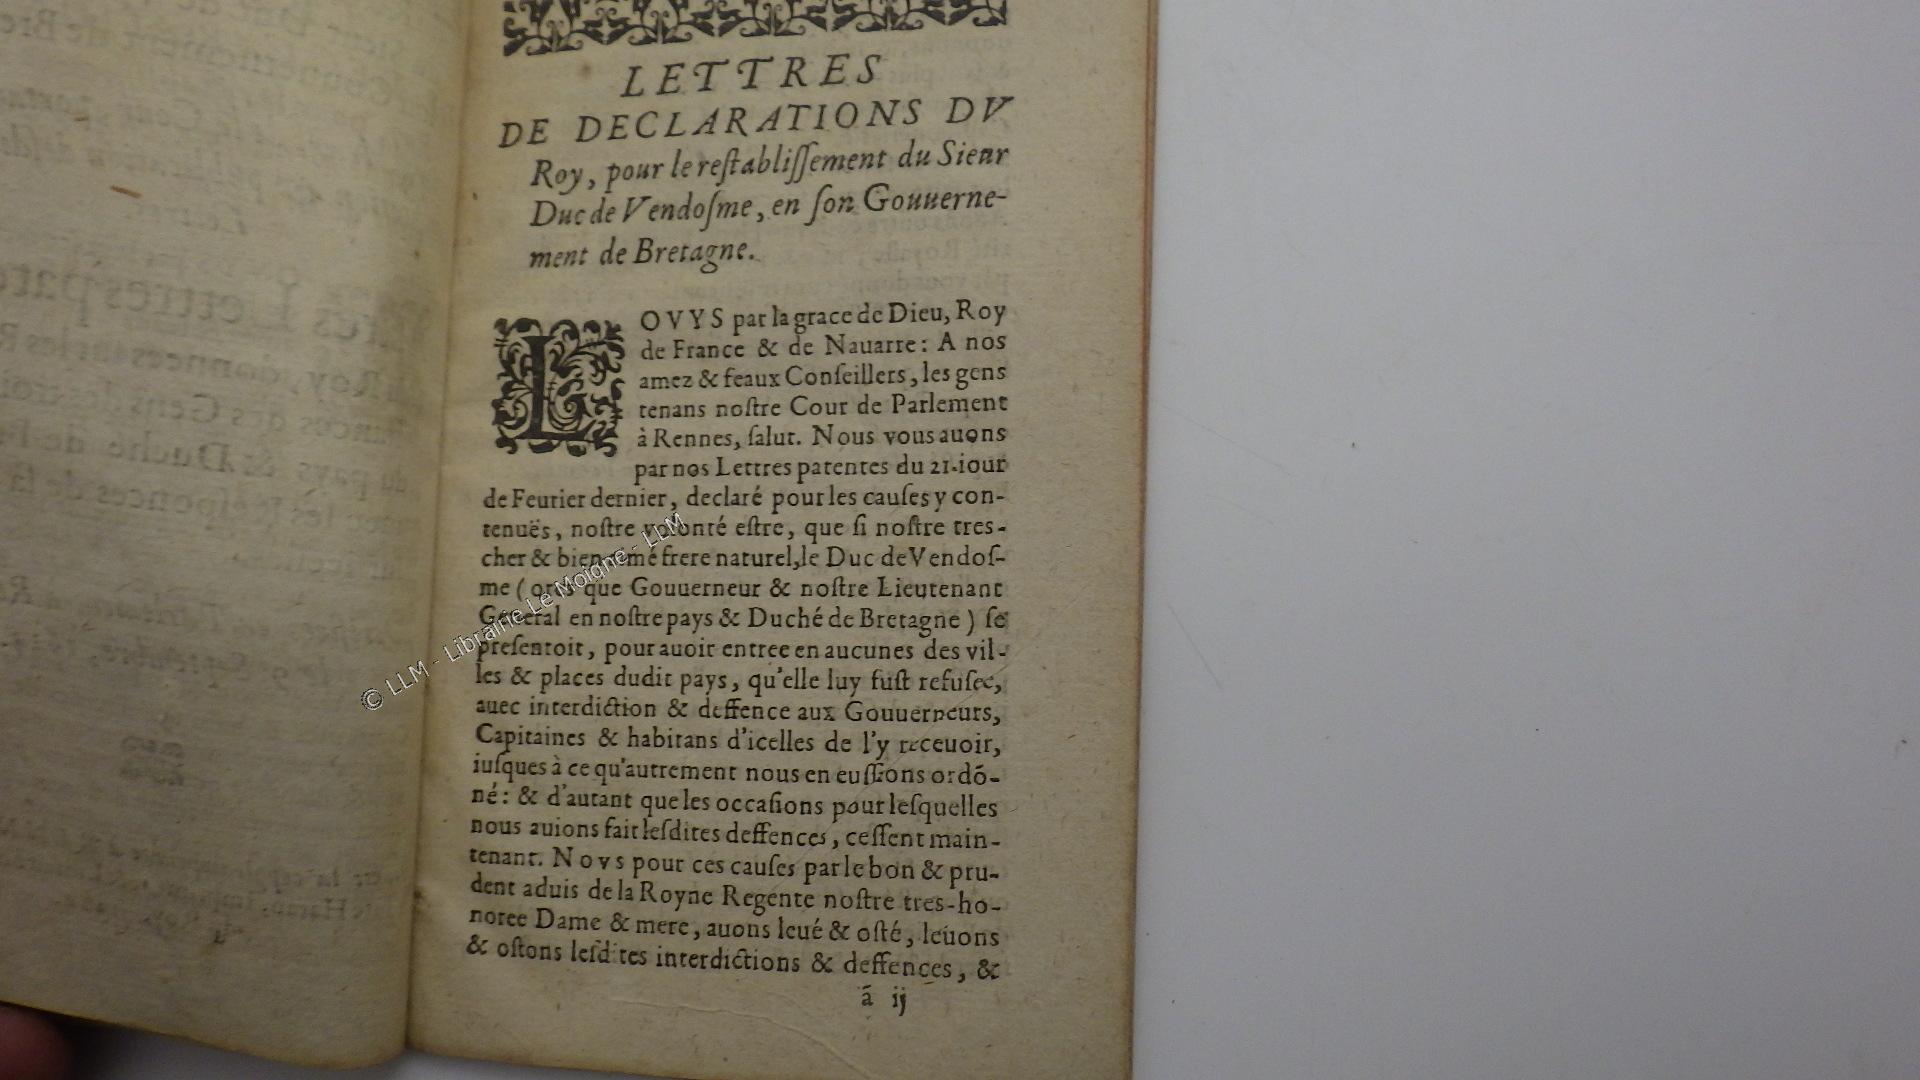 LETTRES
DE DECLARATIONS DV
Roy, pour le reſtabliſſement du Sieur
Duc de Vendoſme, en ſon Gouuerne-
ment de Bretagne.
LOVYS par la grace de Dieu, Roy
de France & de Nauarre: A nos
amez & feaux Conſeillers, les gens
tenans noſtre Cour de Parlement
à Rennes, ſalut. Nous vous auons
par nos Lettres patentes du 21. iour
de Feurier dernier, declaré pour les cauſes y con-
tenuës, noſtre volonté eſtre, que ſi noſtre tres-
cher & bien amé frere naturel, le Duc de Vendoſ-
me (ores que Gouuerneur & noſtre Lieutenant
General en noſtre pays & Duché de Bretagne) ſe
preſentoit, pour auoir entree en aucunes des vil-
les & places dudit pays, qu'elle luy fuſt refuſee,
auec interdiction & deffence aux Gouuerneurs,
Capitaines & habitans d'icelles de l'y receuoir,
iuſques à ce qu'autrement nous en euſſions ordõ-
né: & d'autant que les occaſions pour leſquelles
nous auions fait leſdites deffences, ceſſent main-
tenant. NOVS pour ces cauſes par le bon & pru-
dent aduis de la Royne Regente noſtre tres-ho-
noree Dame & mere, auons leué & oſté, leuons
& oſtons leſdites interdictions & deffences, &
ã ij
© LLM - Librairie Le Moigne - LLM